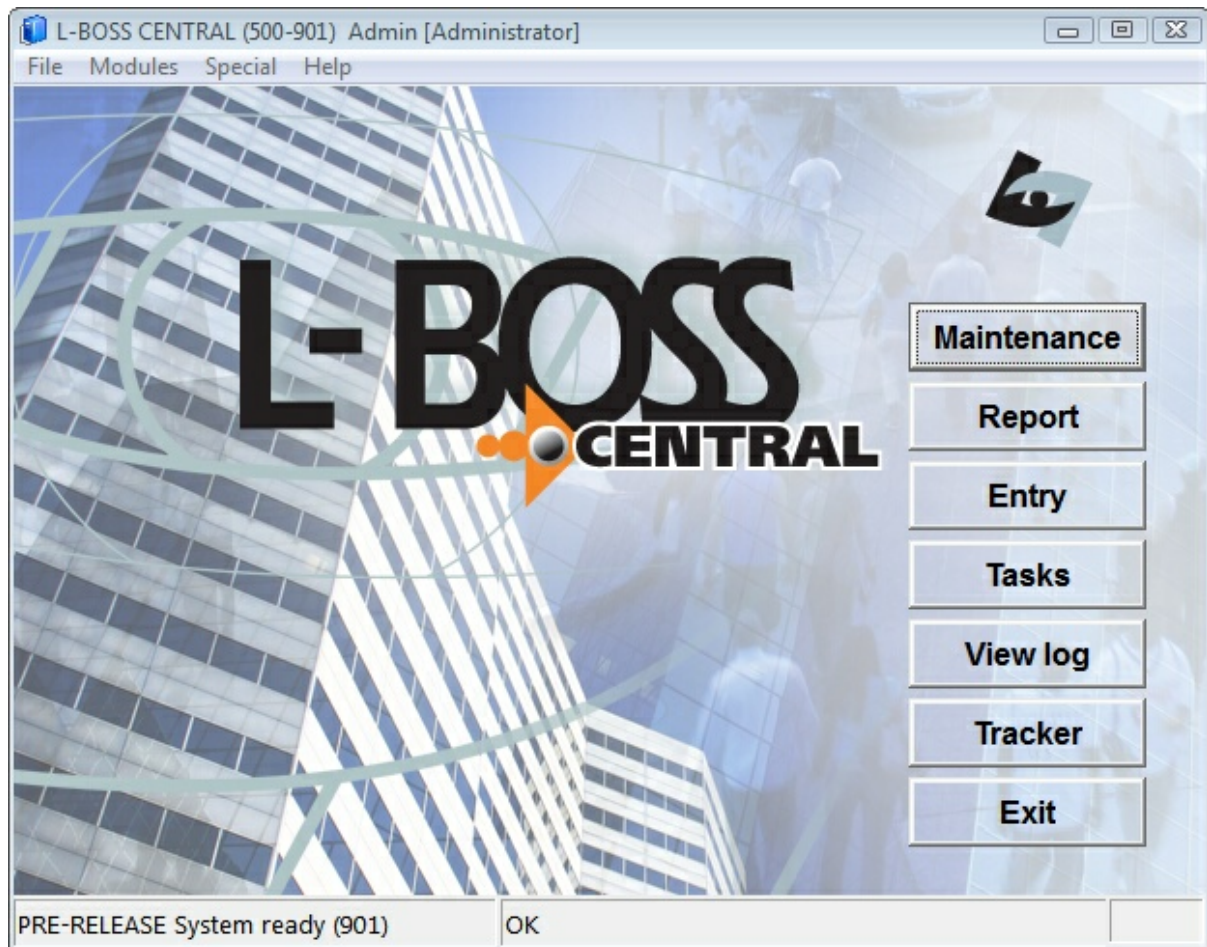 L-BOSS CENTRAL (500-901) Admin [Administrator]
File Modules Special Help
L-BOSS
CENTRAL
Maintenance
Report
Entry
Tasks
View log
Tracker
Exit
PRE-RELEASE System ready (901) OK